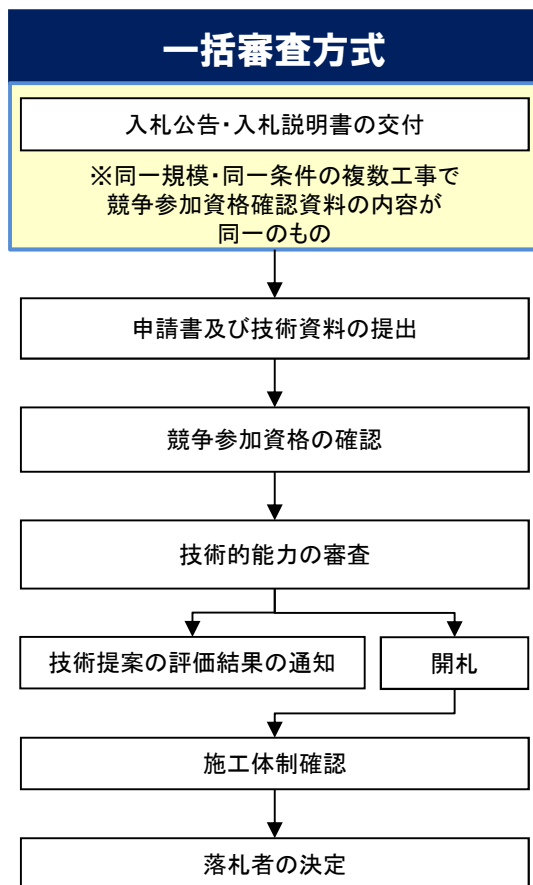 一括審査方式
入札公告・入札説明書の交付
※同一規模・同一条件の複数工事で
競争参加資格確認資料の内容が
同一のもの
申請書及び技術資料の提出
競争参加資格の確認
技術的能力の審査
技術提案の評価結果の通知
開札
施工体制確認
落札者の決定